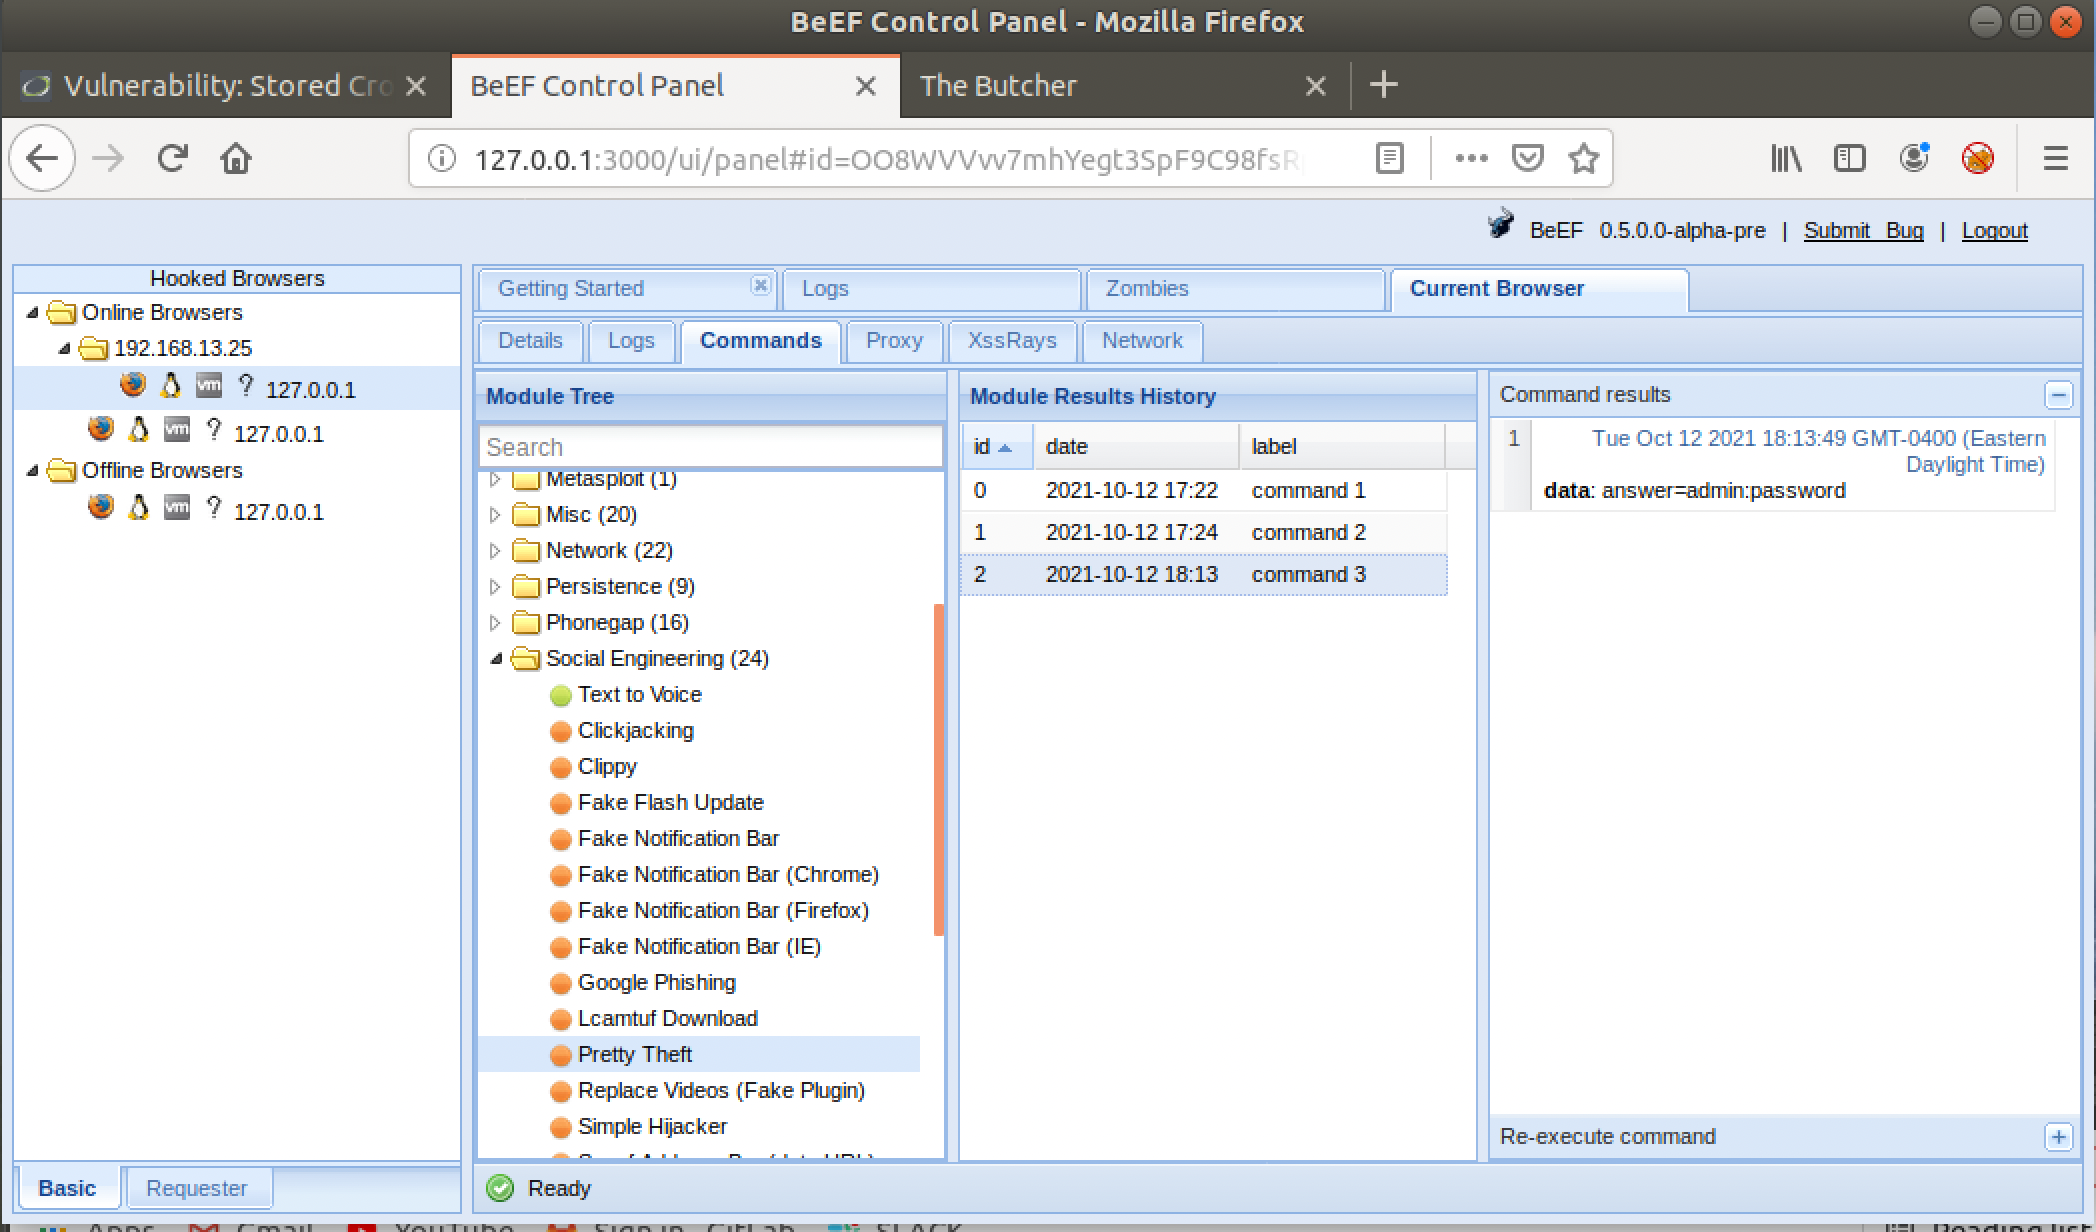 BeEF Control Panel - Mozilla Firefox
Vulnerability: Stored Cro
BeEF Control Panel
The Butcher
127.0.0.1:3000/ui/panel#id=
BeEF 0.5.0.0-alpha-pre | Submit Bug | Logout
Hooked Browsers
Online Browsers
192.168.13.25
? 127.0.0.1
? 127.0.0.1
Offline Browsers
? 127.0.0.1
Basic
Requester
Getting Started
Logs
Zombies
Current Browser
Details
Logs
Commands
Proxy
XssRays
Network
Module Tree
Search
Metasploit (1)
Misc (20)
Network (22)
Persistence (9)
Phonegap (16)
Social Engineering (24)
Text to Voice
Clickjacking
Clippy
Fake Flash Update
Fake Notification Bar
Fake Notification Bar (Chrome)
Fake Notification Bar (Firefox)
Fake Notification Bar (IE)
Google Phishing
Lcamtuf Download
Pretty Theft
Replace Videos (Fake Plugin)
Simple Hijacker
Module Results History
id date label
0 2021-10-12 17:22 command 1
1 2021-10-12 17:24 command 2
2 2021-10-12 18:13 command 3
Command results
1 Tue Oct 12 2021 18:13:49 GMT-0400 (Eastern
Daylight Time)
data: answer=admin:password
Re-execute command
Ready
Apps Gmail YouTube Sign in GitLab SLACK Reading list